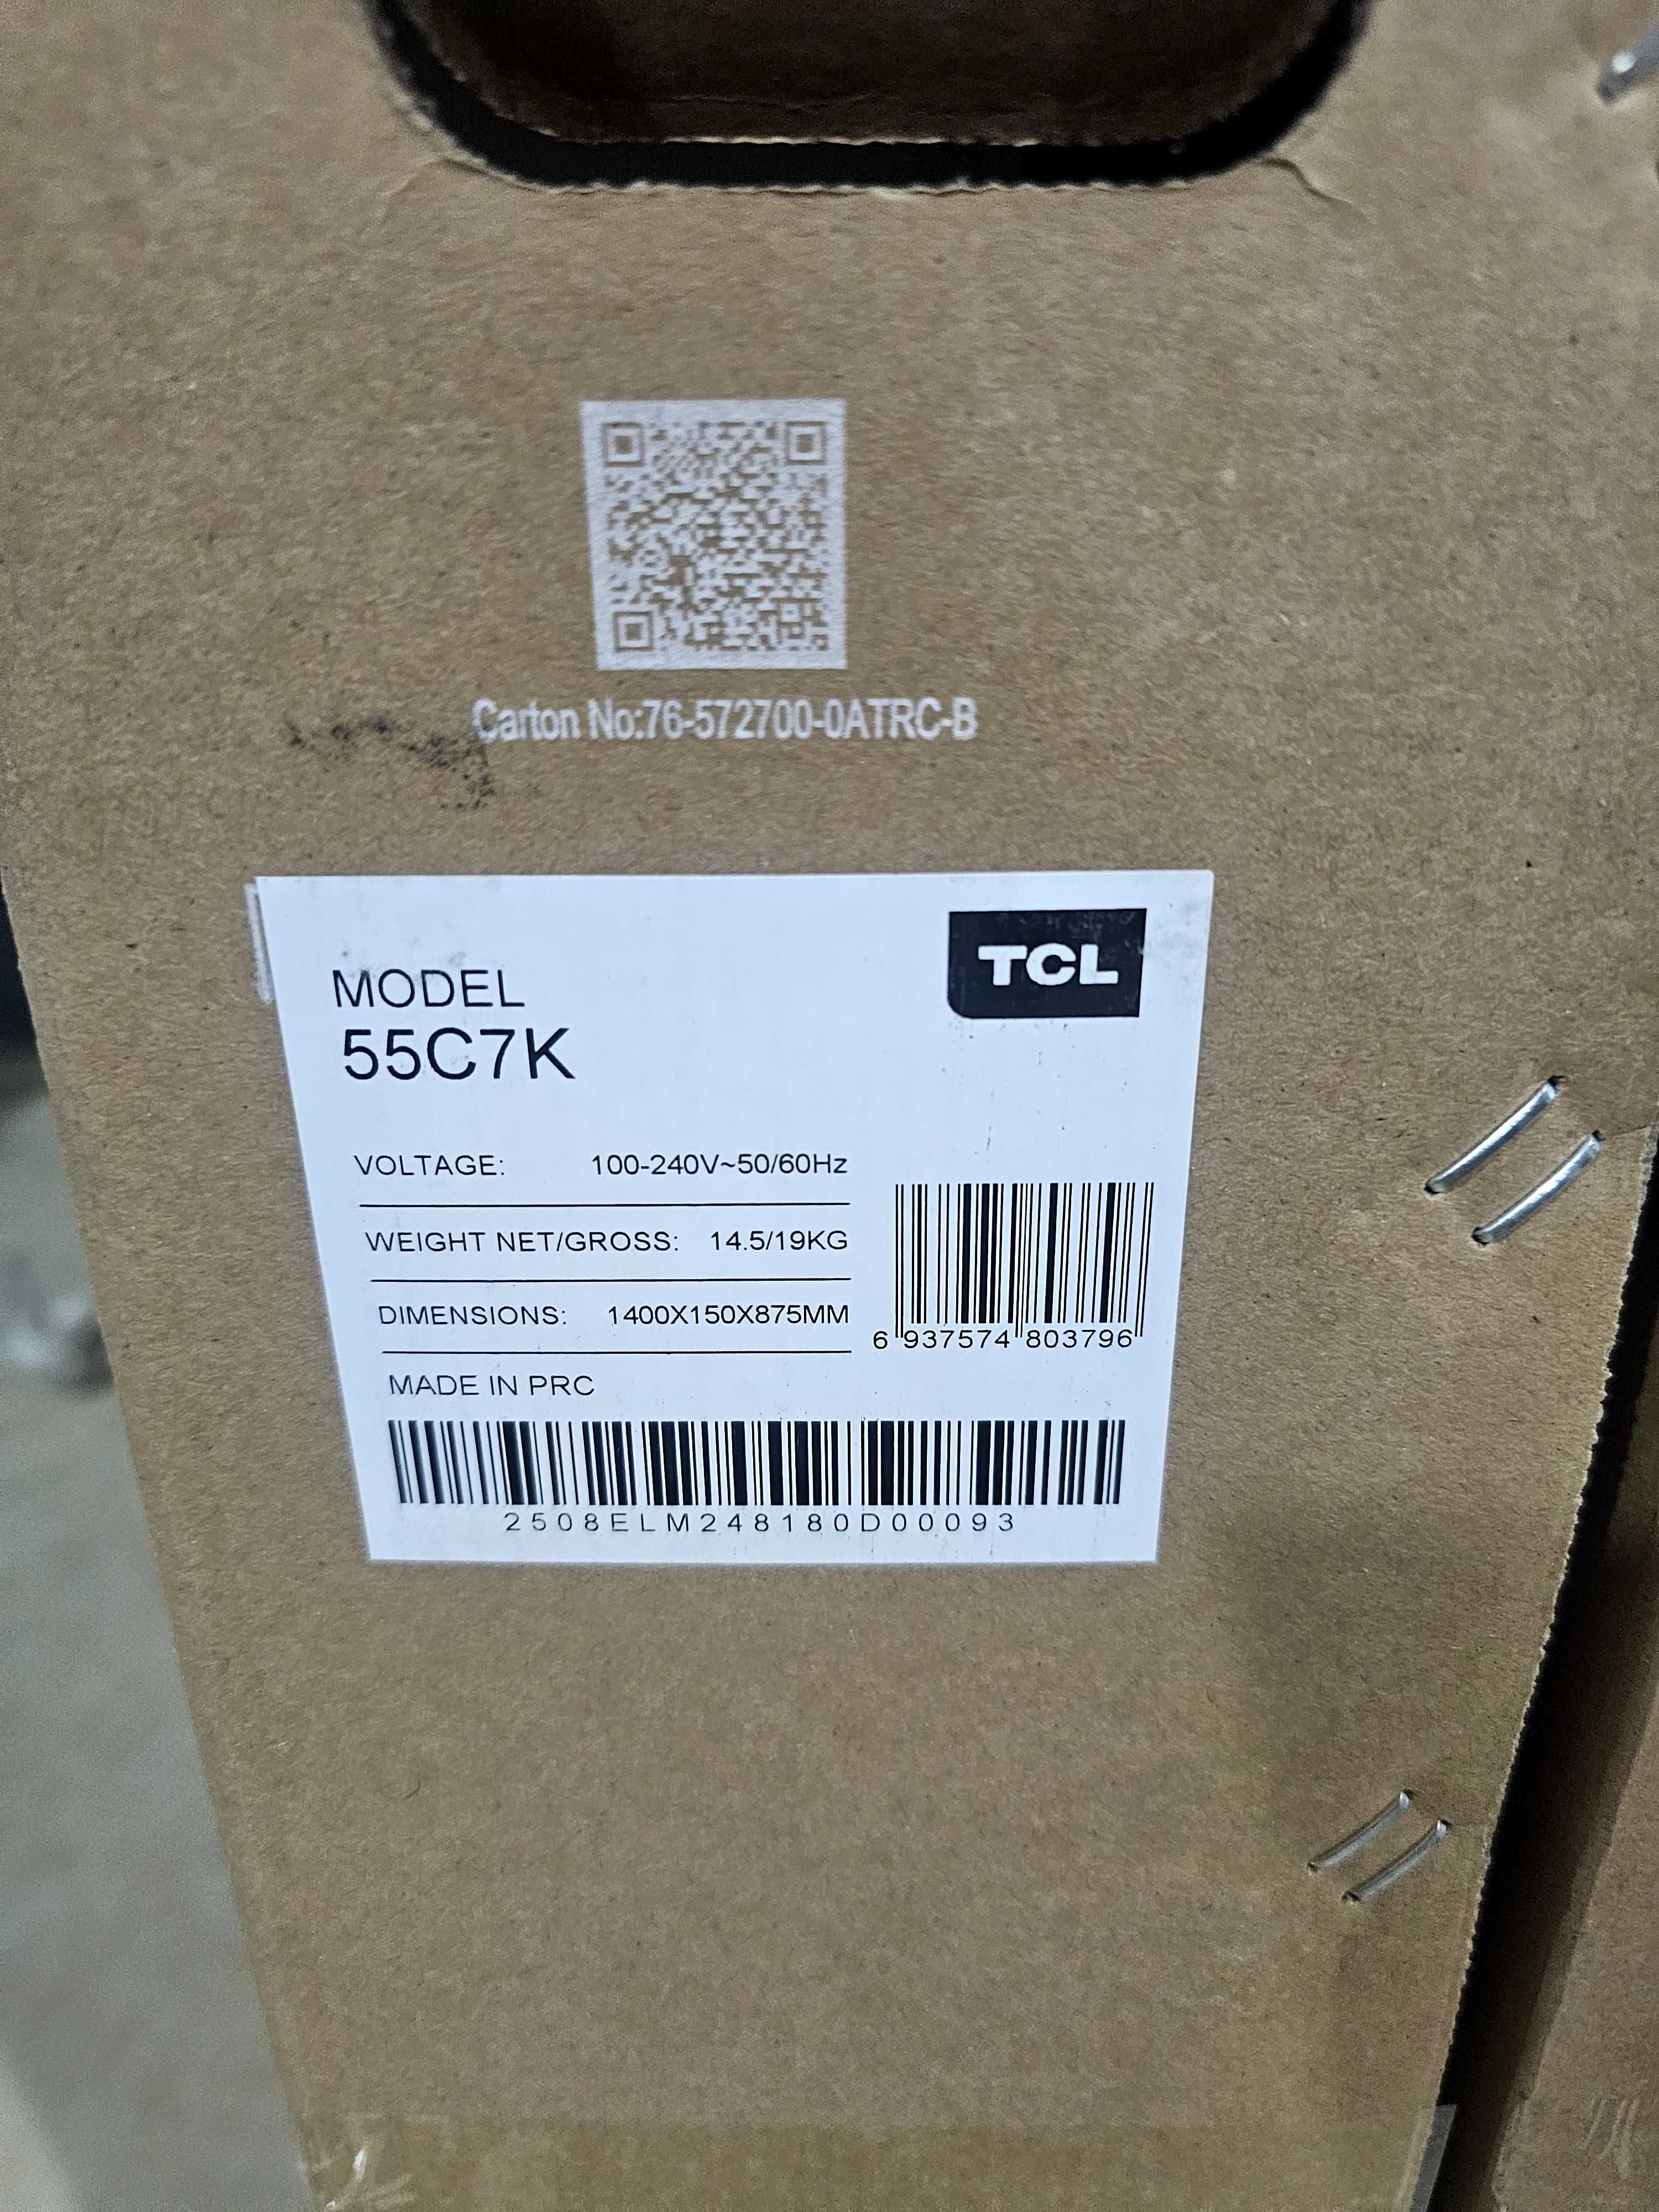 Carton No:76-572700-0ATRC-B
TCL
MODEL
55C7K
VOLTAGE: 100-240V~50/60Hz
WEIGHT NET/GROSS: 14.5/19KG
DIMENSIONS: 1400X150X875MM
6 937574 803796
MADE IN PRC
2508ELM248180D00093